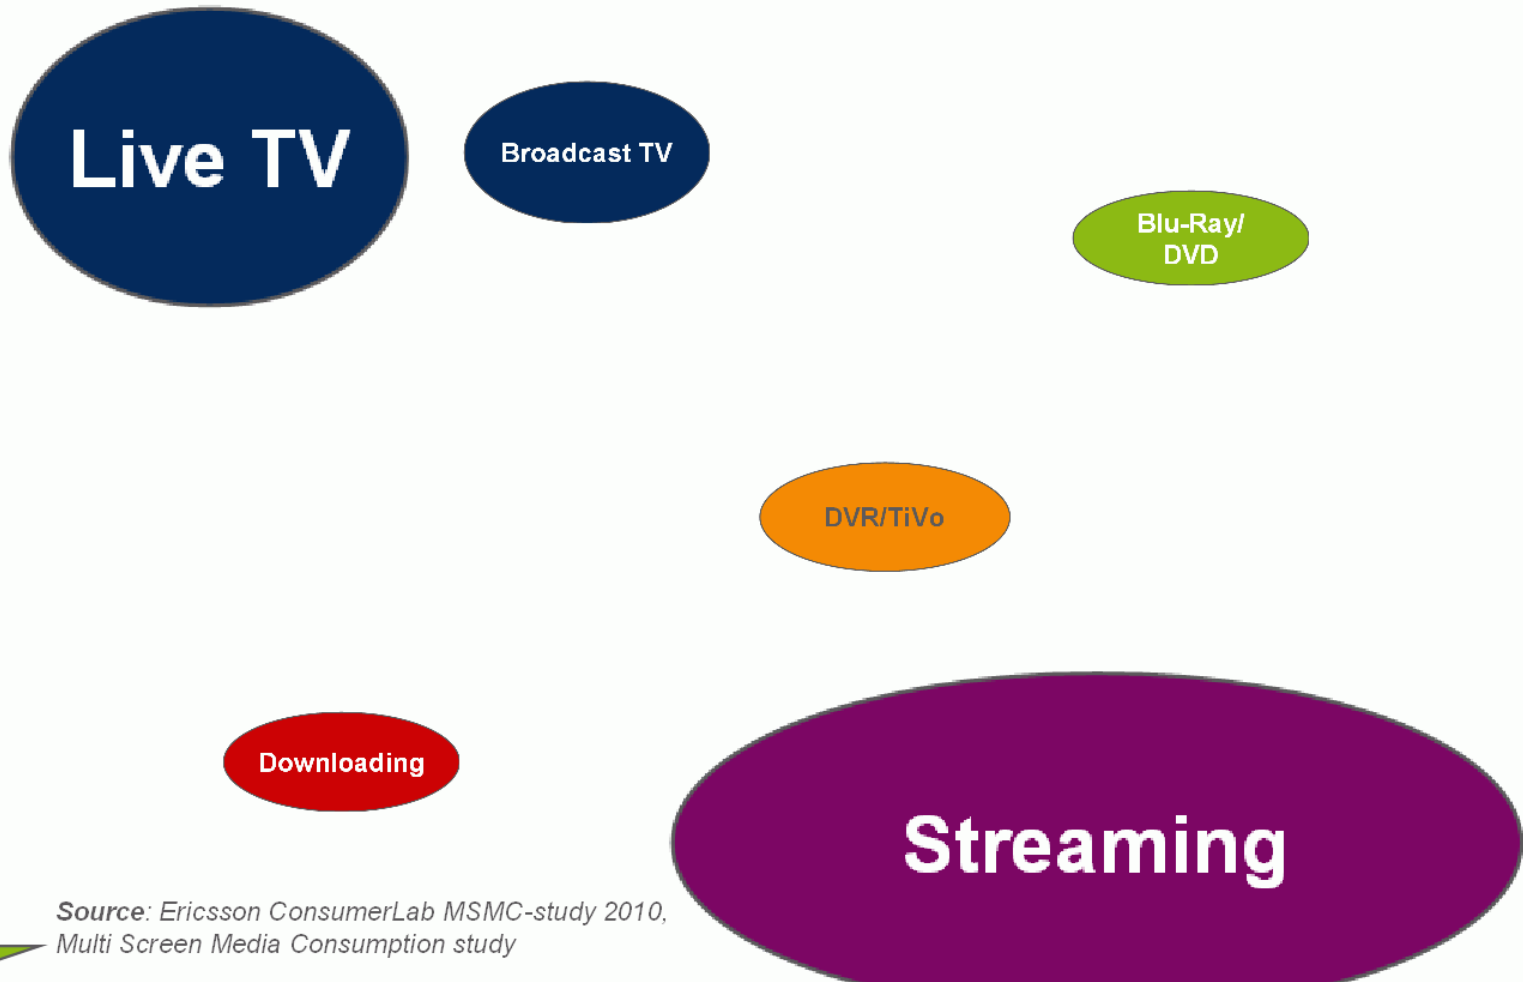 Live TV
Broadcast TV
Blu-Ray/
DVD
DVR/TiVo
Downloading
Streaming
Source: Ericsson ConsumerLab MSMC-study 2010,
Multi Screen Media Consumption study